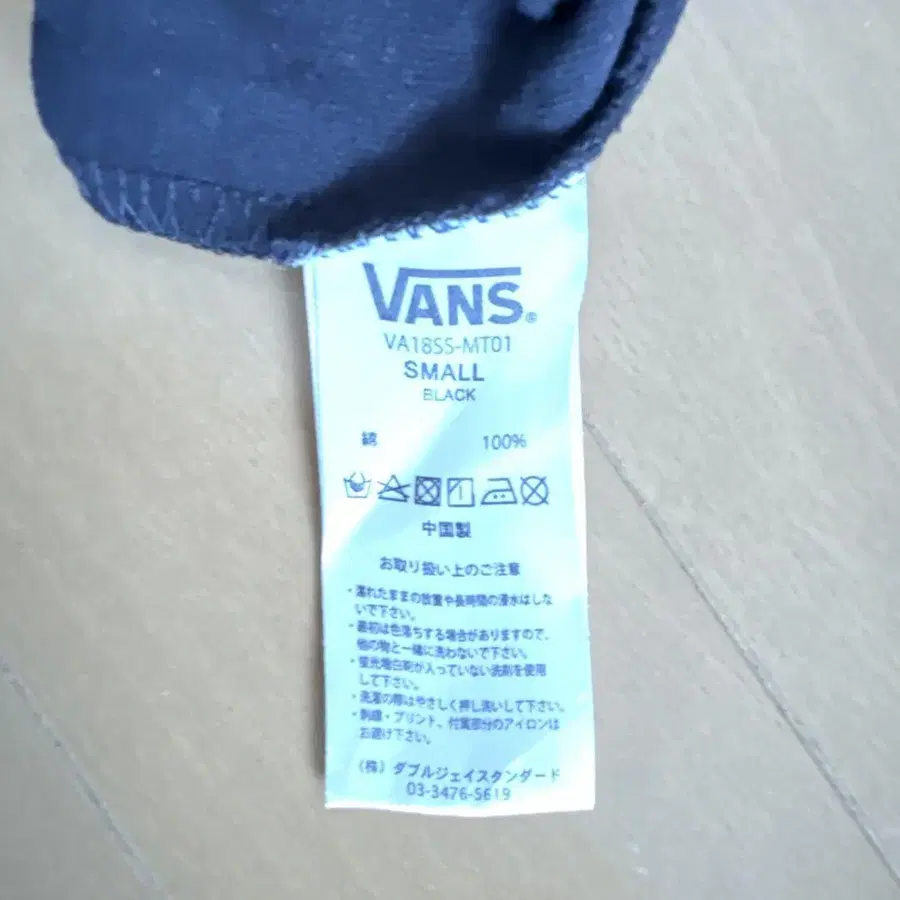 VANS®
VA18SS-MT01
SMALL
BLACK
綿 100%
中国製
お取り扱い上のご注意
・濡れたままの放置や長時間の浸水はしな
いで下さい。
・最初は色落ちする場合がありますので、
他の物と一緒に洗わないで下さい。
・蛍光増白剤が入っていない洗剤を使用
して下さい。
・洗濯の際はやさしく押し洗いして下さい。
・刺繍・プリント、付属部分のアイロンは
お避け下さい。
(株)ダブルジェイスタンダード
03-3476-5619